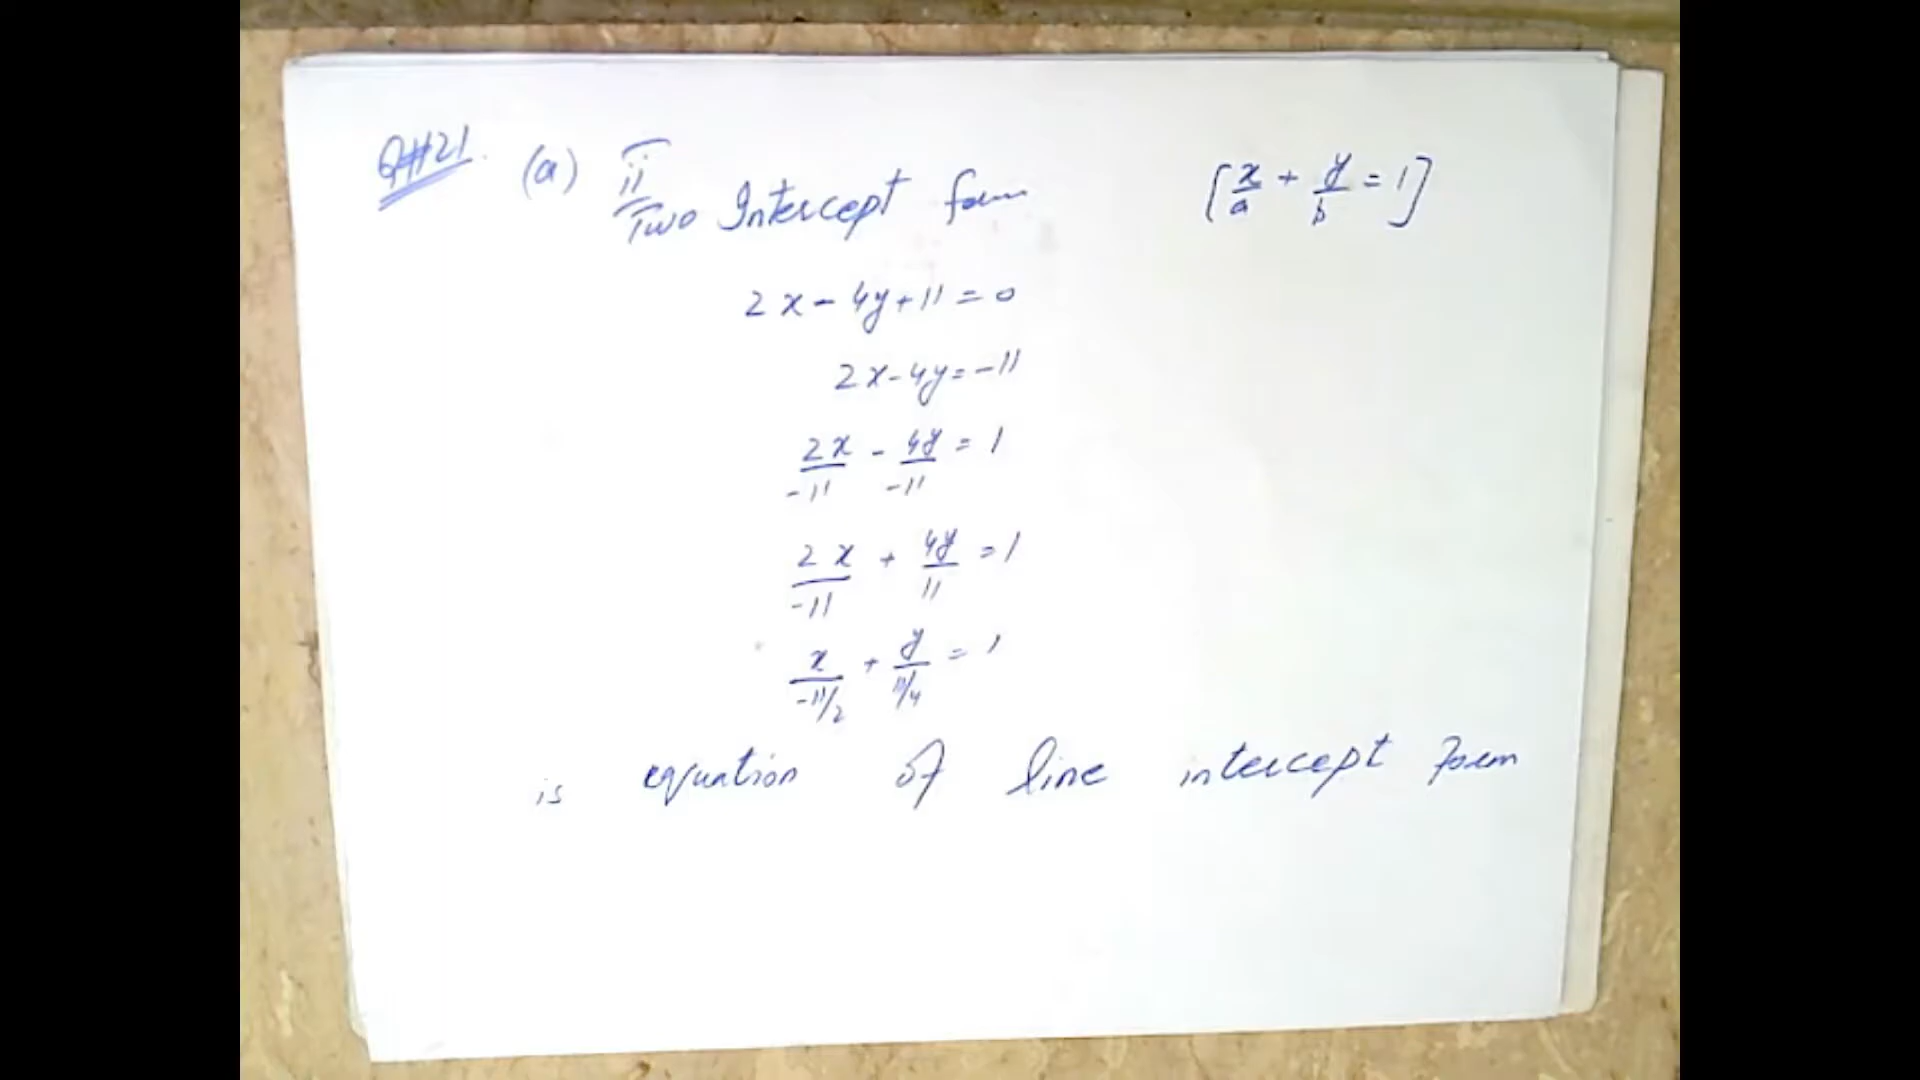 Q#21. (a) ii
Two Intercept form [x/a + y/b = 1]
2x - 4y + 11 = 0
2x - 4y = -11
2x/-11 - 4y/-11 = 1
2x/-11 + 4y/11 = 1
x/-11/2 + y/11/4 = 1
is equation of line intercept form